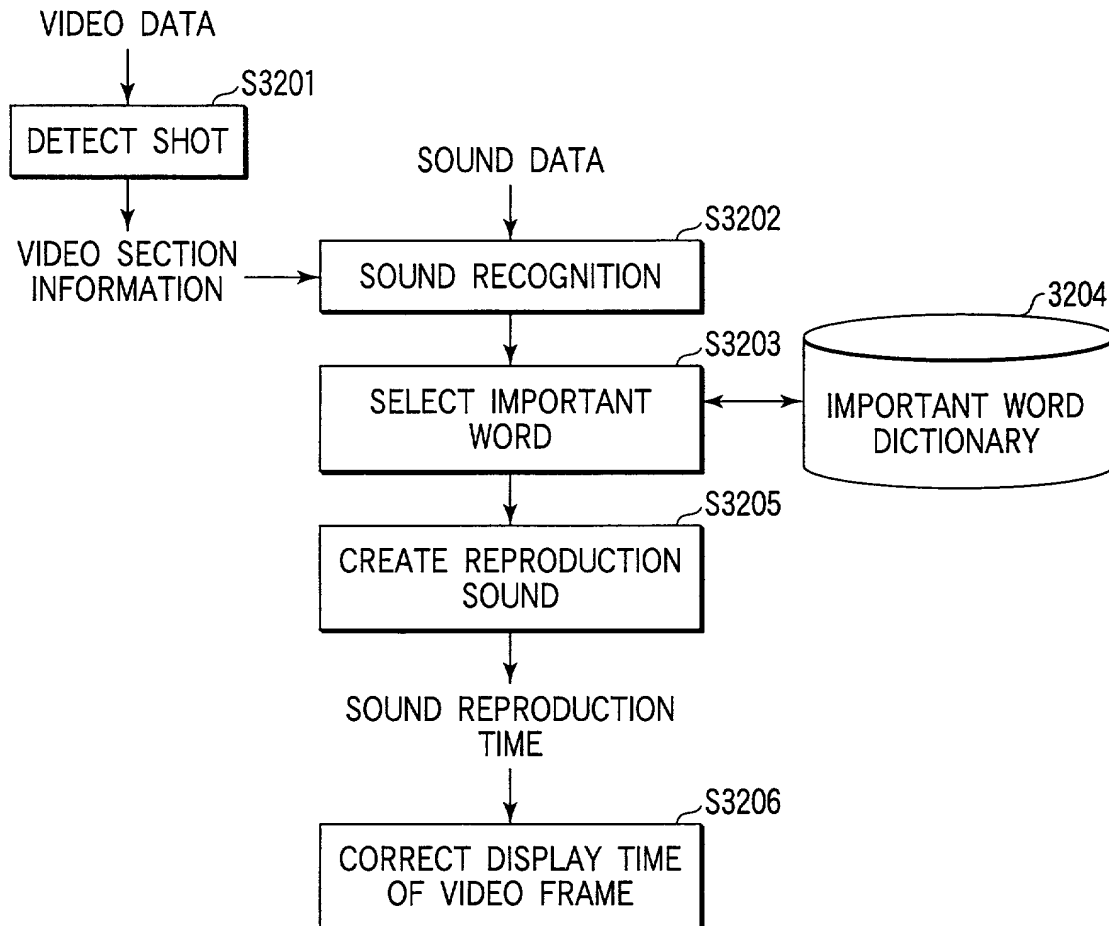 VIDEO DATA
S3201
DETECT SHOT
SOUND DATA
VIDEO SECTION
INFORMATION
S3202
SOUND RECOGNITION
3204
S3203
SELECT IMPORTANT
WORD
IMPORTANT WORD
DICTIONARY
S3205
CREATE REPRODUCTION
SOUND
SOUND REPRODUCTION
TIME
S3206
CORRECT DISPLAY TIME
OF VIDEO FRAME